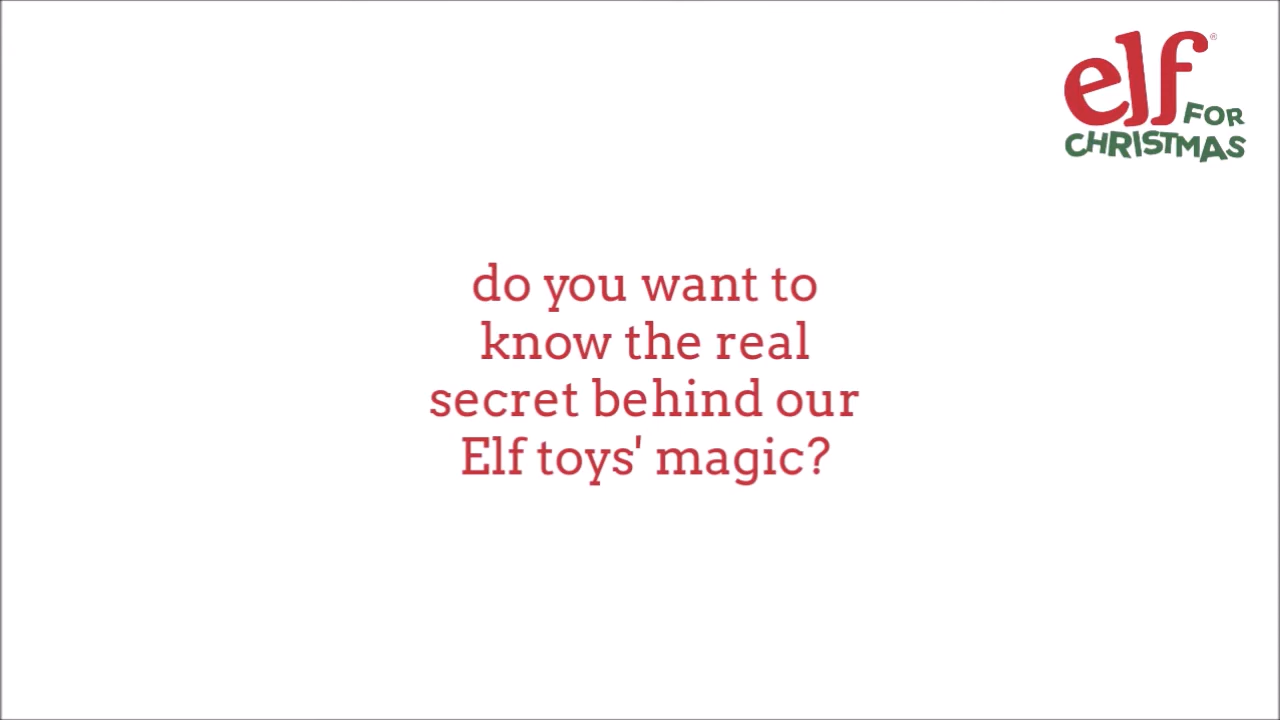 elf®
FOR
CHRISTMAS
do you want to
know the real
secret behind our
Elf toys' magic?